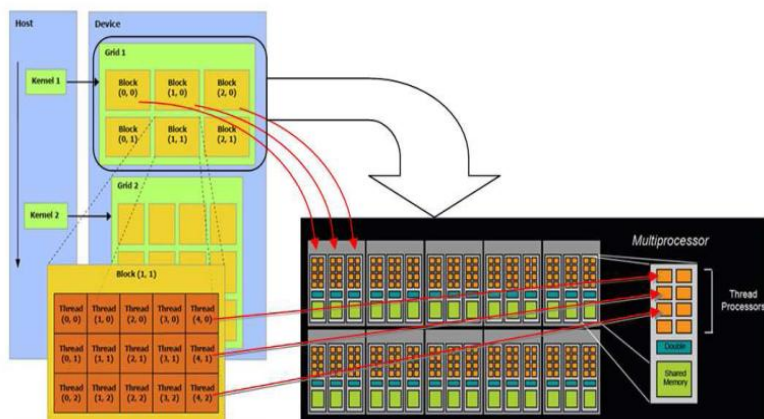 Host
Device
Grid 1
Kernel 1
Block
(0, 0)
Block
(1, 0)
Block
(2, 0)
Block
(0, 1)
Block
(1, 1)
Block
(2, 1)
Kernel 2
Grid 2
Block (1, 1)
Thread
(0, 0)
Thread
(1, 0)
Thread
(2, 0)
Thread
(3, 0)
Thread
(4, 0)
Thread
(0, 1)
Thread
(1, 1)
Thread
(2, 1)
Thread
(3, 1)
Thread
(4, 1)
Thread
(0, 2)
Thread
(1, 2)
Thread
(2, 2)
Thread
(3, 2)
Thread
(4, 2)
Multiprocessor
Thread
Processors
Double
Shared
Memory